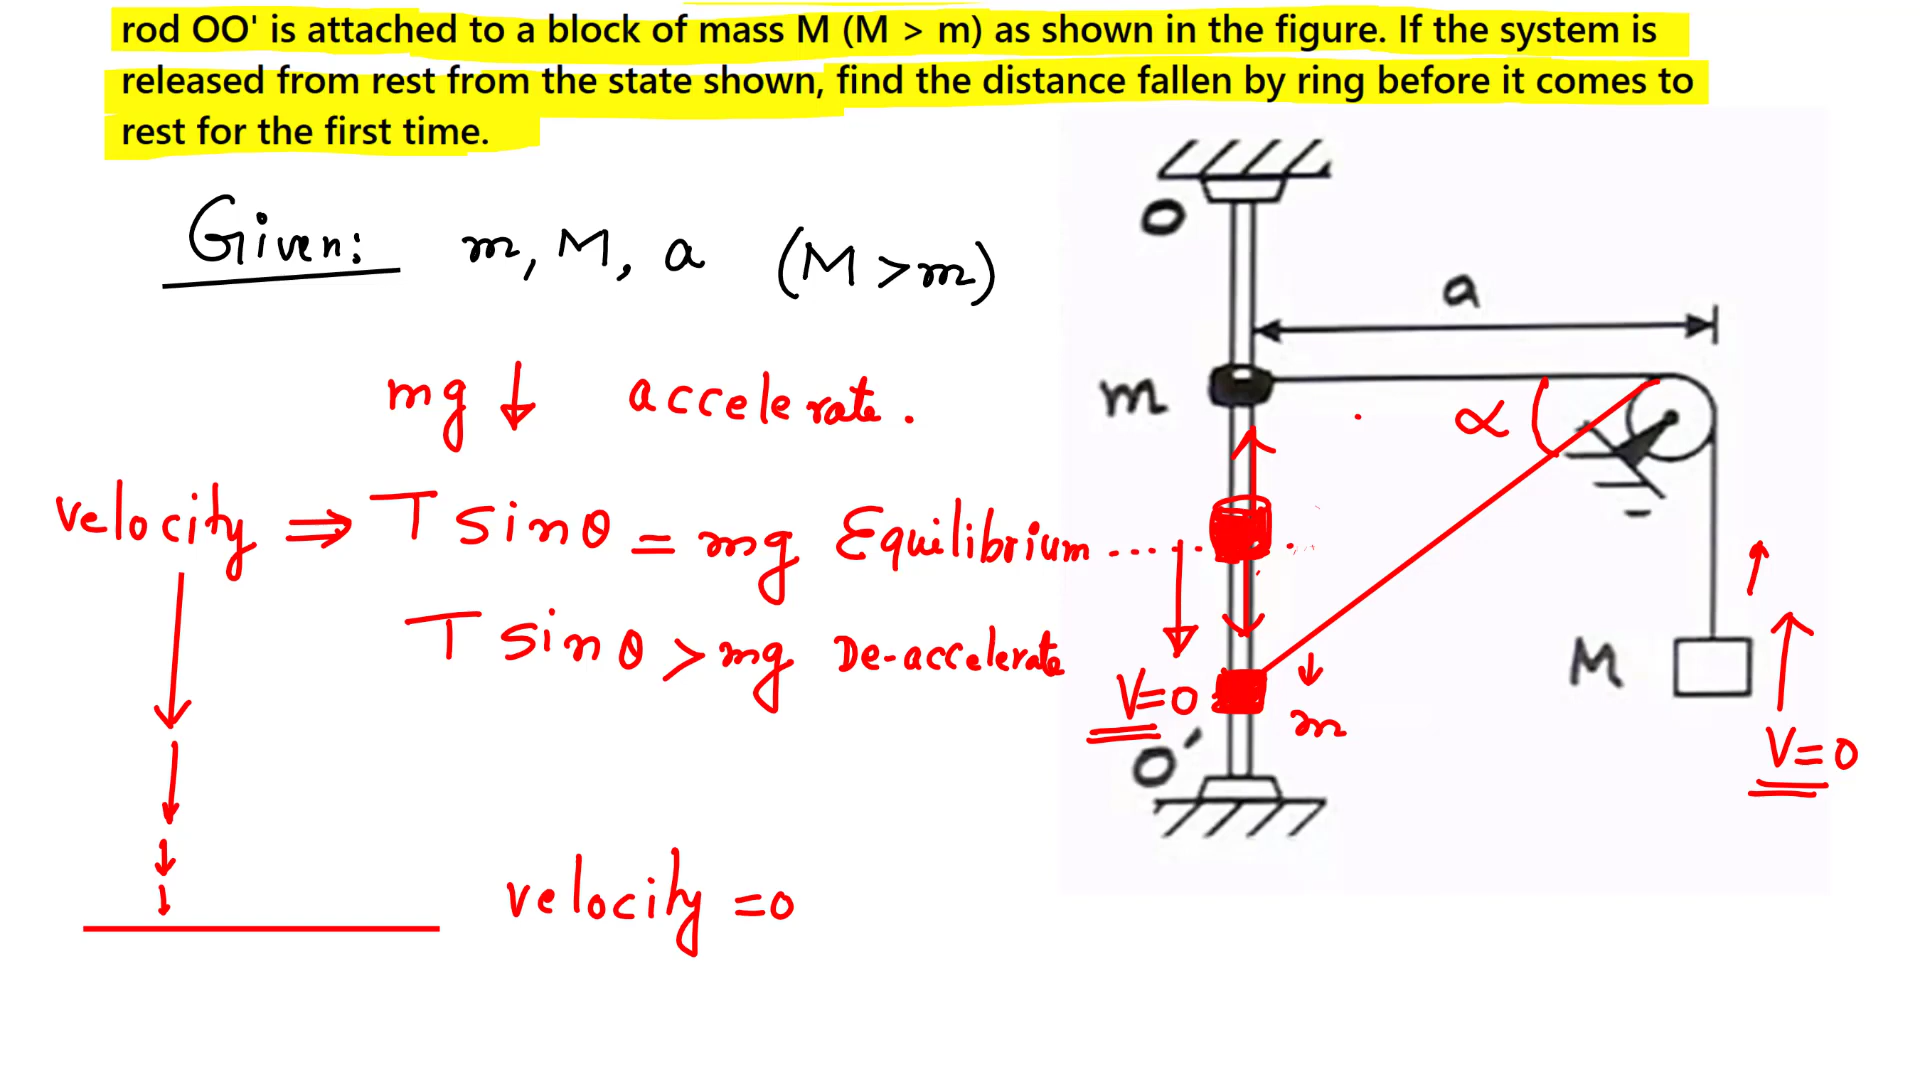 rod OO' is attached to a block of mass M (M > m) as shown in the figure. If the system is
released from rest from the state shown, find the distance fallen by ring before it comes to
rest for the first time.
Given: m, M, a (M > m)
O
a
mg ↓ accelerate.
m
α
velocity ⇒ T sinθ = mg Equilibrium ....
T sinθ > mg De-accelerate
M
V=0
m
O'
V=0
velocity =0